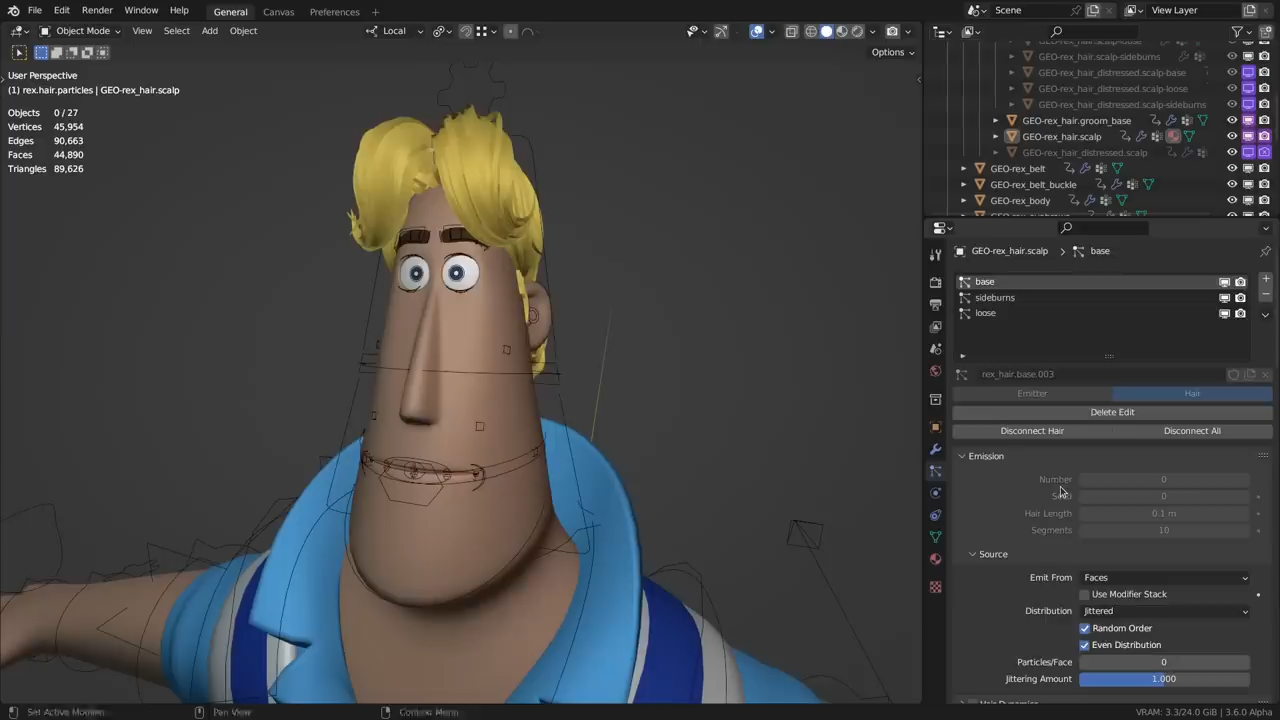 File Edit Render Window Help General Canvas Preferences + Scene View Layer
Object Mode View Select Add Object Local
Options
User Perspective
(1) rex.hair.particles | GEO-rex_hair.scalp
Objects 0 / 27
Vertices 45,954
Edges 90,663
Faces 44,890
Triangles 89,626
GEO-rex_hair.scalp-loose
GEO-rex_hair.scalp-sideburns
GEO-rex_hair_distressed.scalp-base
GEO-rex_hair_distressed.scalp-loose
GEO-rex_hair_distressed.scalp-sideburns
GEO-rex_hair.groom_base
GEO-rex_hair.scalp
GEO-rex_hair_distressed.scalp
GEO-rex_belt
GEO-rex_belt_buckle
GEO-rex_body
GEO-rex_hair.scalp > base
base
sideburns
loose
rex_hair.base.003
Emitter Hair
Delete Edit
Disconnect Hair Disconnect All
Emission
Number 0
0
Hair Length 0.1 m
Segments 10
Source
Emit From Faces
Use Modifier Stack
Distribution Jittered
Random Order
Even Distribution
Particles/Face 0
Jittering Amount 1.000
Hair Dynamics
Set Active Modifier Pan View Context Menu VRAM: 3.3/24.0 GiB | 3.6.0 Alpha